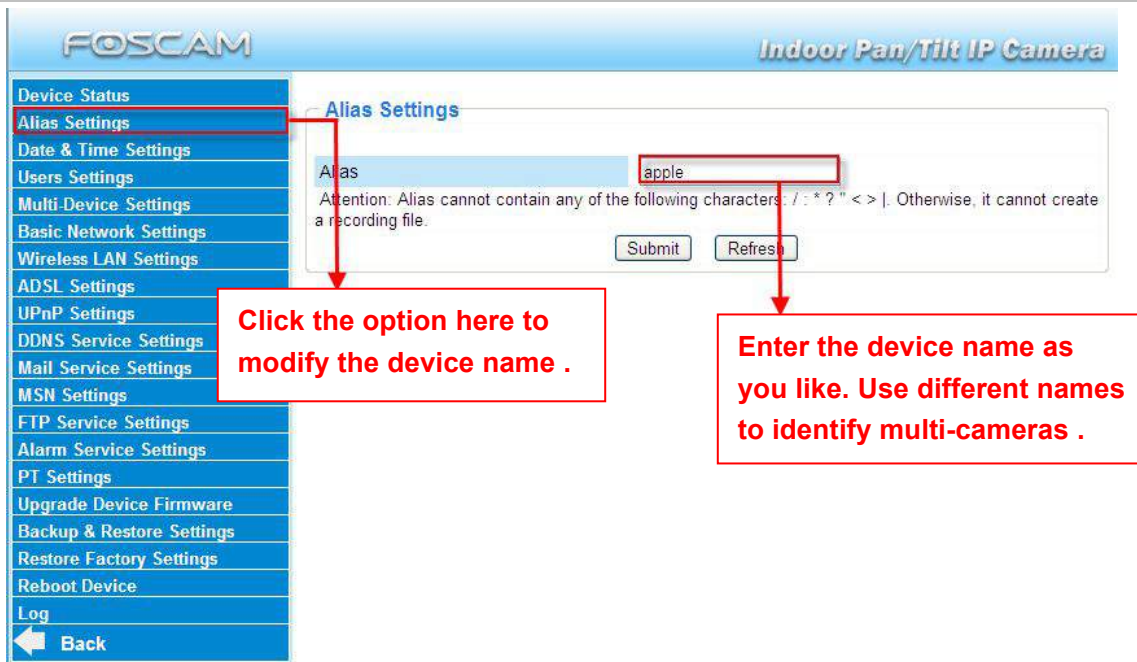 FOSCAM
Indoor Pan/Tilt IP Camera
Device Status
Alias Settings
Date & Time Settings
Users Settings
Multi-Device Settings
Basic Network Settings
Wireless LAN Settings
ADSL Settings
UPnP Settings
DDNS Service Settings
Mail Service Settings
MSN Settings
FTP Service Settings
Alarm Service Settings
PT Settings
Upgrade Device Firmware
Backup & Restore Settings
Restore Factory Settings
Reboot Device
Log
Back
Alias Settings
Alias
apple
Attention: Alias cannot contain any of the following characters: / : * ? " < > |. Otherwise, it cannot create
a recording file.
Submit
Refresh
Click the option here to
modify the device name .
Enter the device name as
you like. Use different names
to identify multi-cameras .